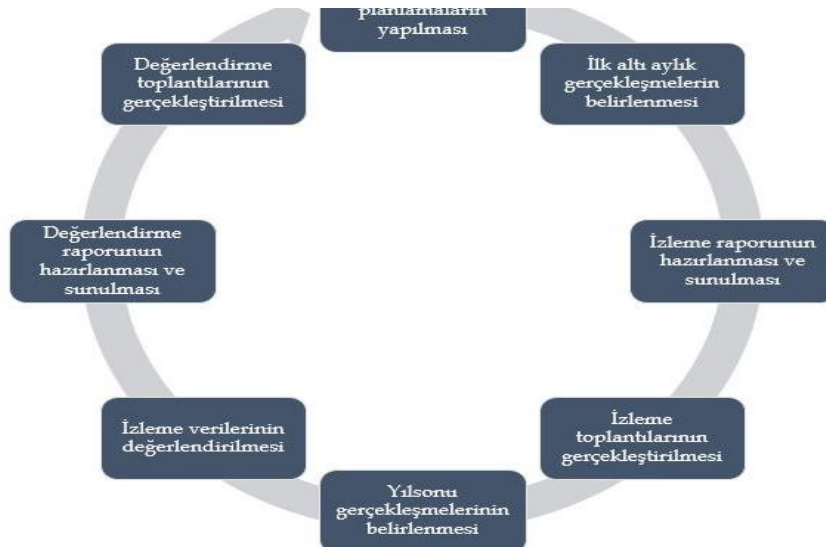 planlamaların
yapılması
İlk altı aylık
gerçekleşmelerin
belirlenmesi
İzleme raporunun
hazırlanması ve
sunulması
İzleme
toplantılarının
gerçekleştirilmesi
Yılsonu
gerçekleşmelerinin
belirlenmesi
İzleme verilerinin
değerlendirilmesi
Değerlendirme
raporunun
hazırlanması ve
sunulması
Değerlendirme
toplantılarının
gerçekleştirilmesi